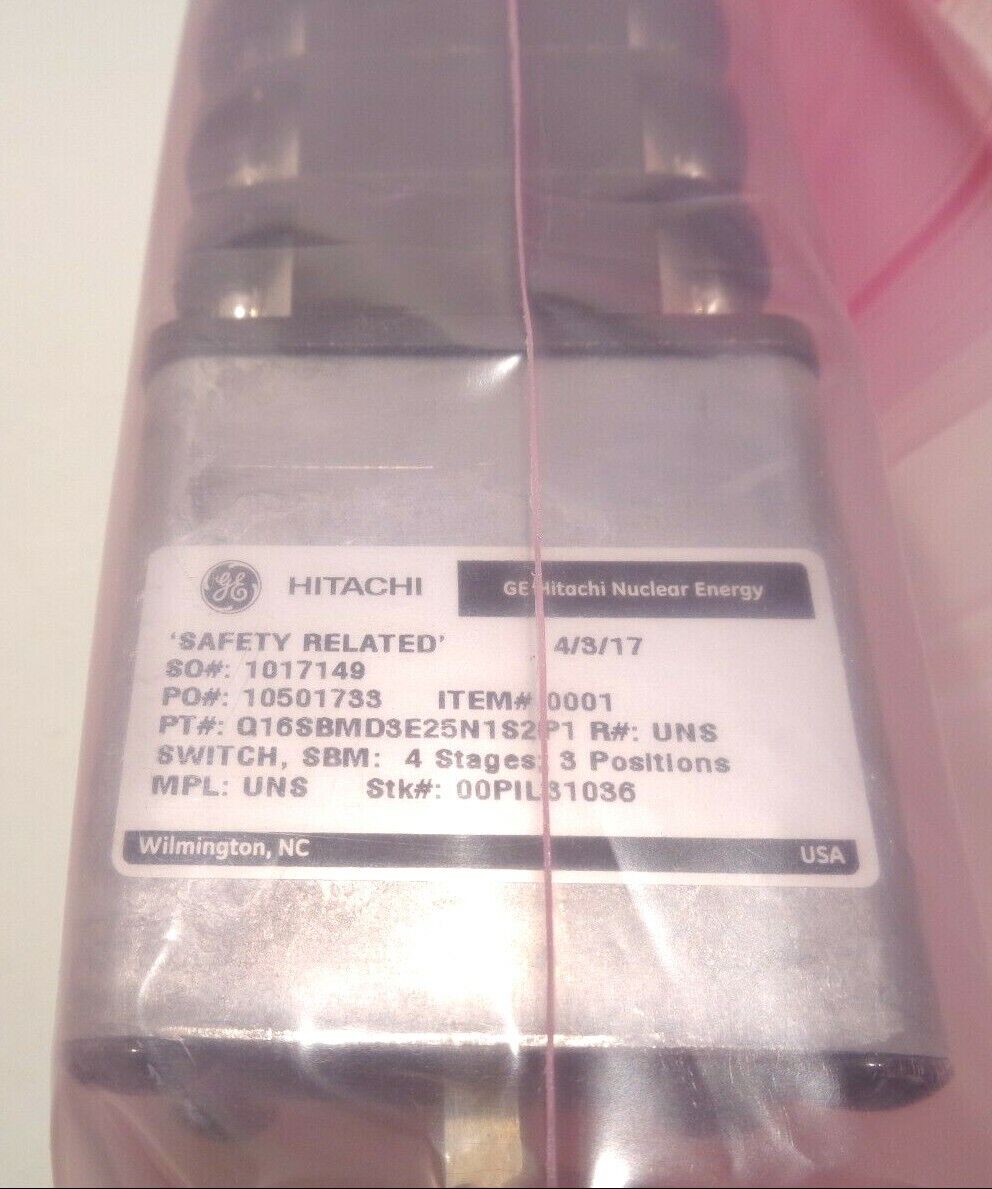 GE HITACHI GE Hitachi Nuclear Energy
'SAFETY RELATED' 4/3/17
SO#: 1017149
PO#: 10501733 ITEM# 0001
PT#: Q16SBMD3E25N1S2P1 R#: UNS
SWITCH, SBM: 4 Stages; 3 Positions
MPL: UNS Stk#: 00PIL31036
Wilmington, NC USA